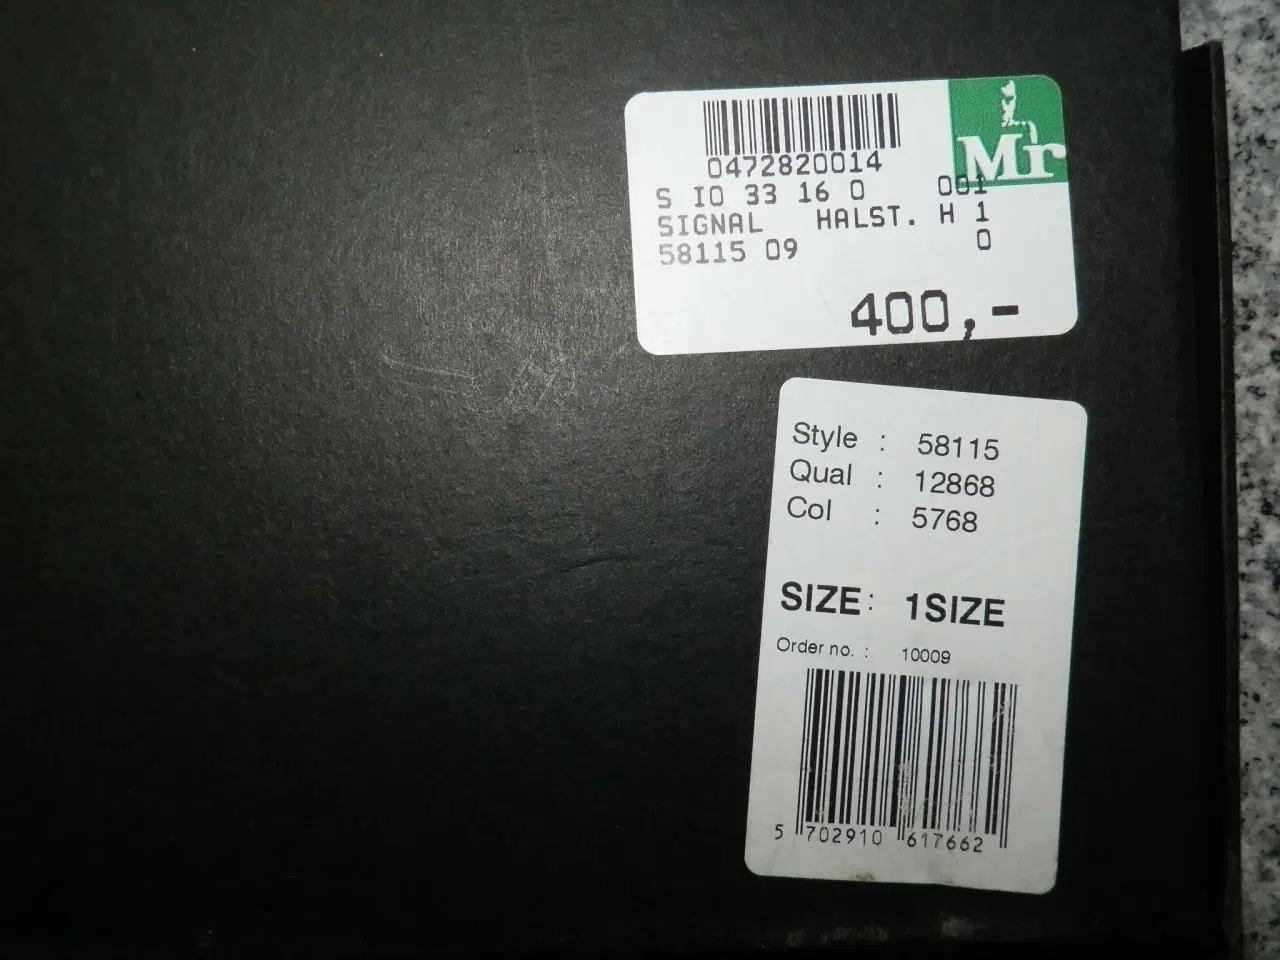 Mr
0472820014
S IO 33 16 0 001
SIGNAL HALST. H 1
58115 09 0
400,-
Style : 58115
Qual : 12868
Col : 5768
SIZE: 1SIZE
Order no. : 10009
5 702910 617662